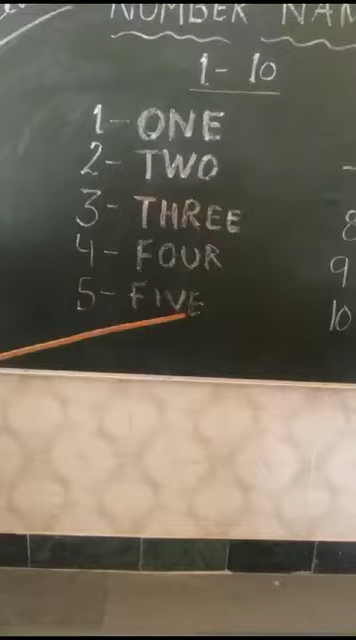 NUMBER NAM
1 - 10
1 - ONE
2 - TWO
3 - THREE
4 - FOUR
5 - FIVE
8
9
10